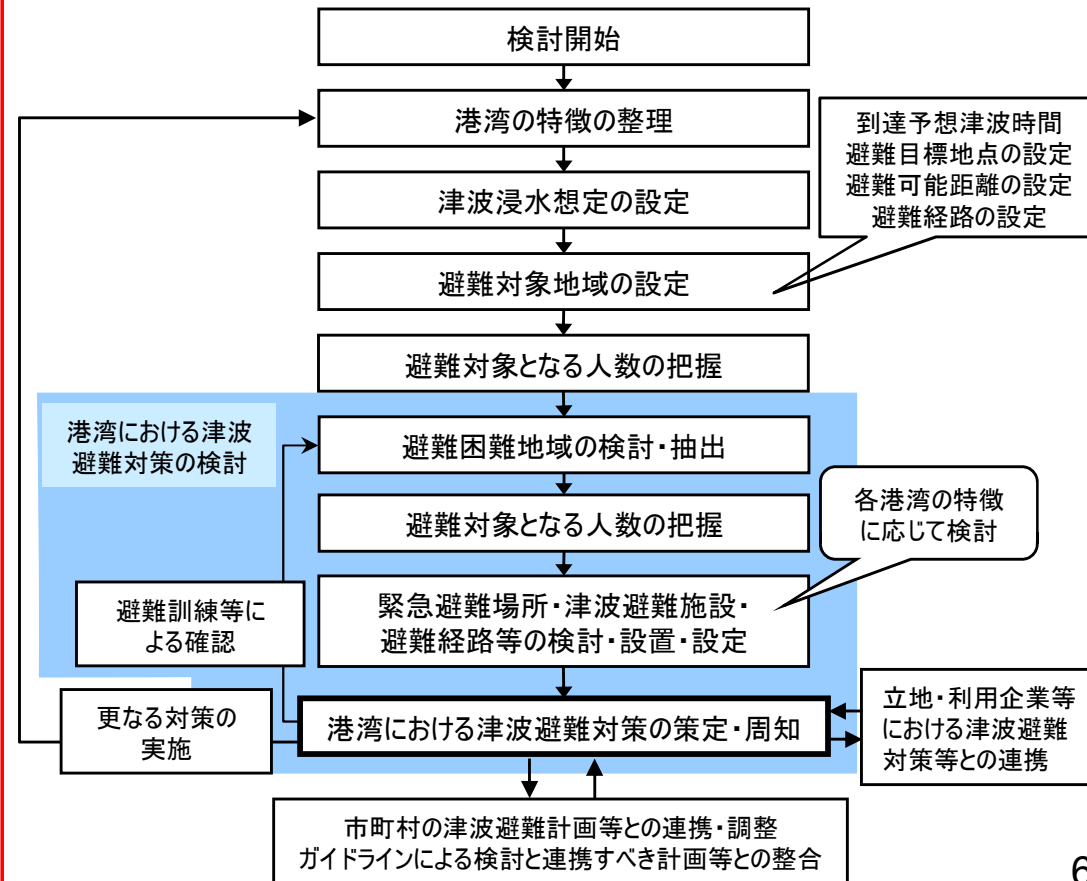 検討開始
港湾の特徴の整理
到達予想津波時間
避難目標地点の設定
避難可能距離の設定
避難経路の設定
津波浸水想定の設定
避難対象地域の設定
避難対象となる人数の把握
港湾における津波
避難対策の検討
避難困難地域の検討・抽出
避難対象となる人数の把握
各港湾の特徴
に応じて検討
緊急避難場所・津波避難施設・
避難経路等の検討・設置・設定
避難訓練等に
よる確認
更なる対策の
実施
港湾における津波避難対策の策定・周知
立地・利用企業等
における津波避難
対策等との連携
市町村の津波避難計画等との連携・調整
ガイドラインによる検討と連携すべき計画等との整合
6